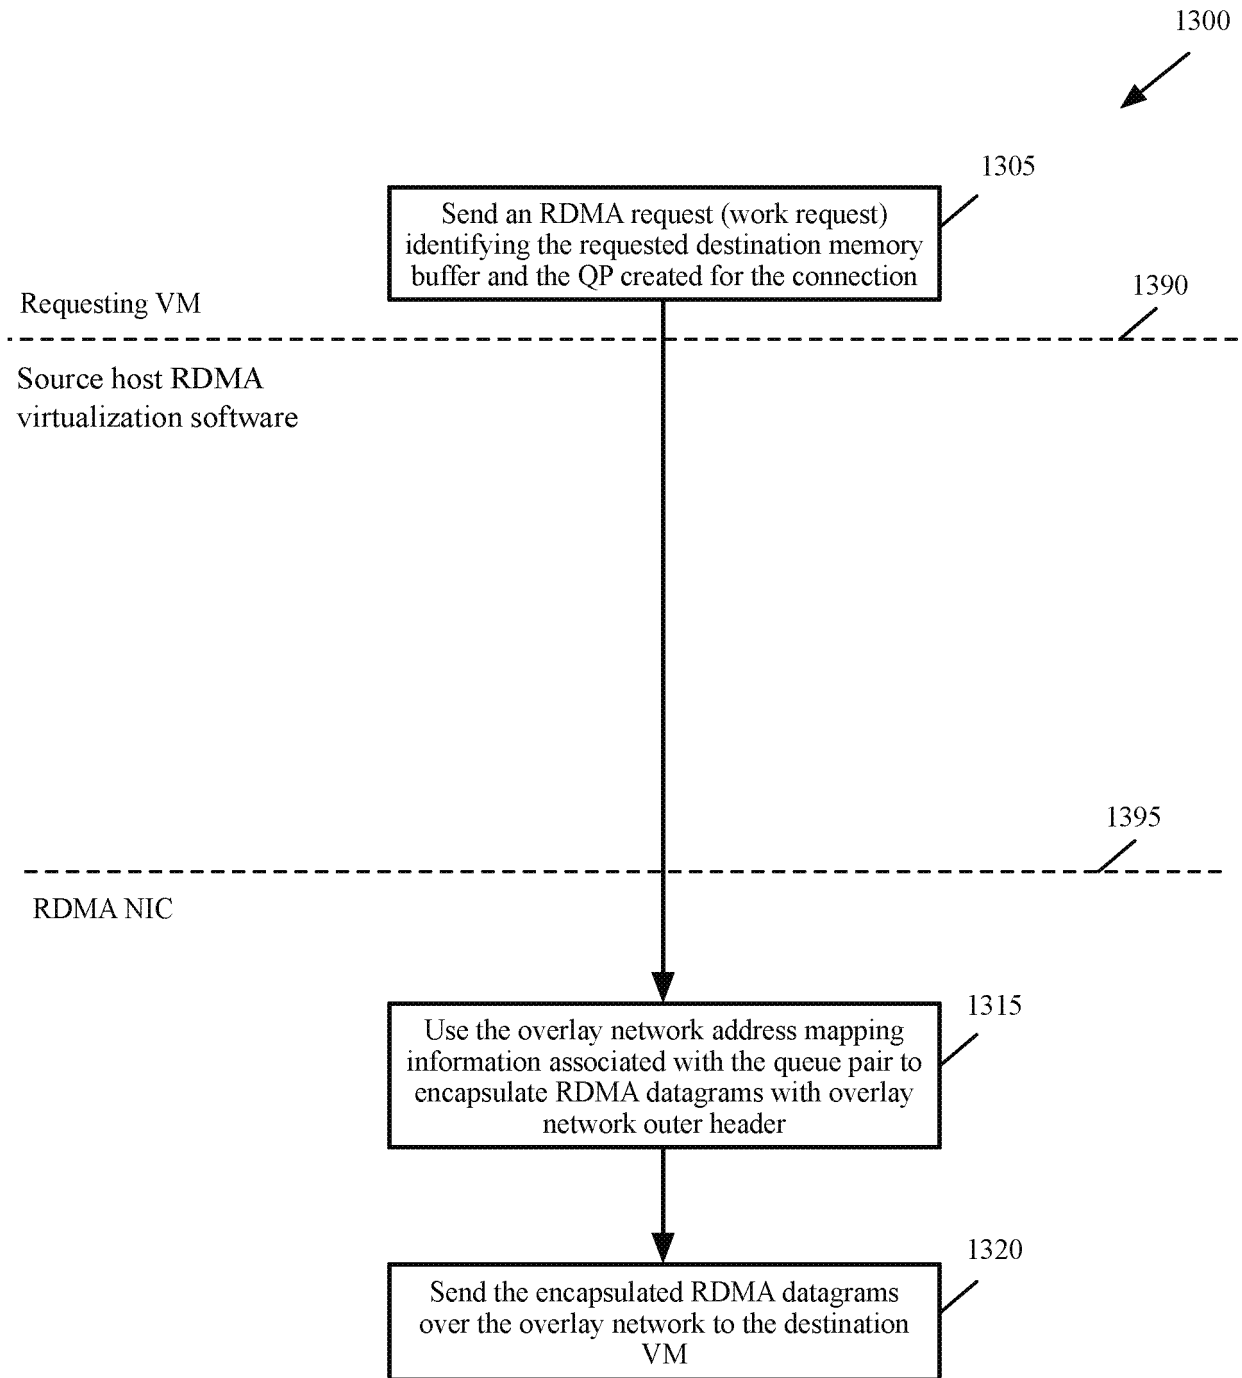 1300
1305
Send an RDMA request (work request)
identifying the requested destination memory
buffer and the QP created for the connection
1390
Requesting VM
Source host RDMA
virtualization software
1395
RDMA NIC
1315
Use the overlay network address mapping
information associated with the queue pair to
encapsulate RDMA datagrams with overlay
network outer header
1320
Send the encapsulated RDMA datagrams
over the overlay network to the destination
VM